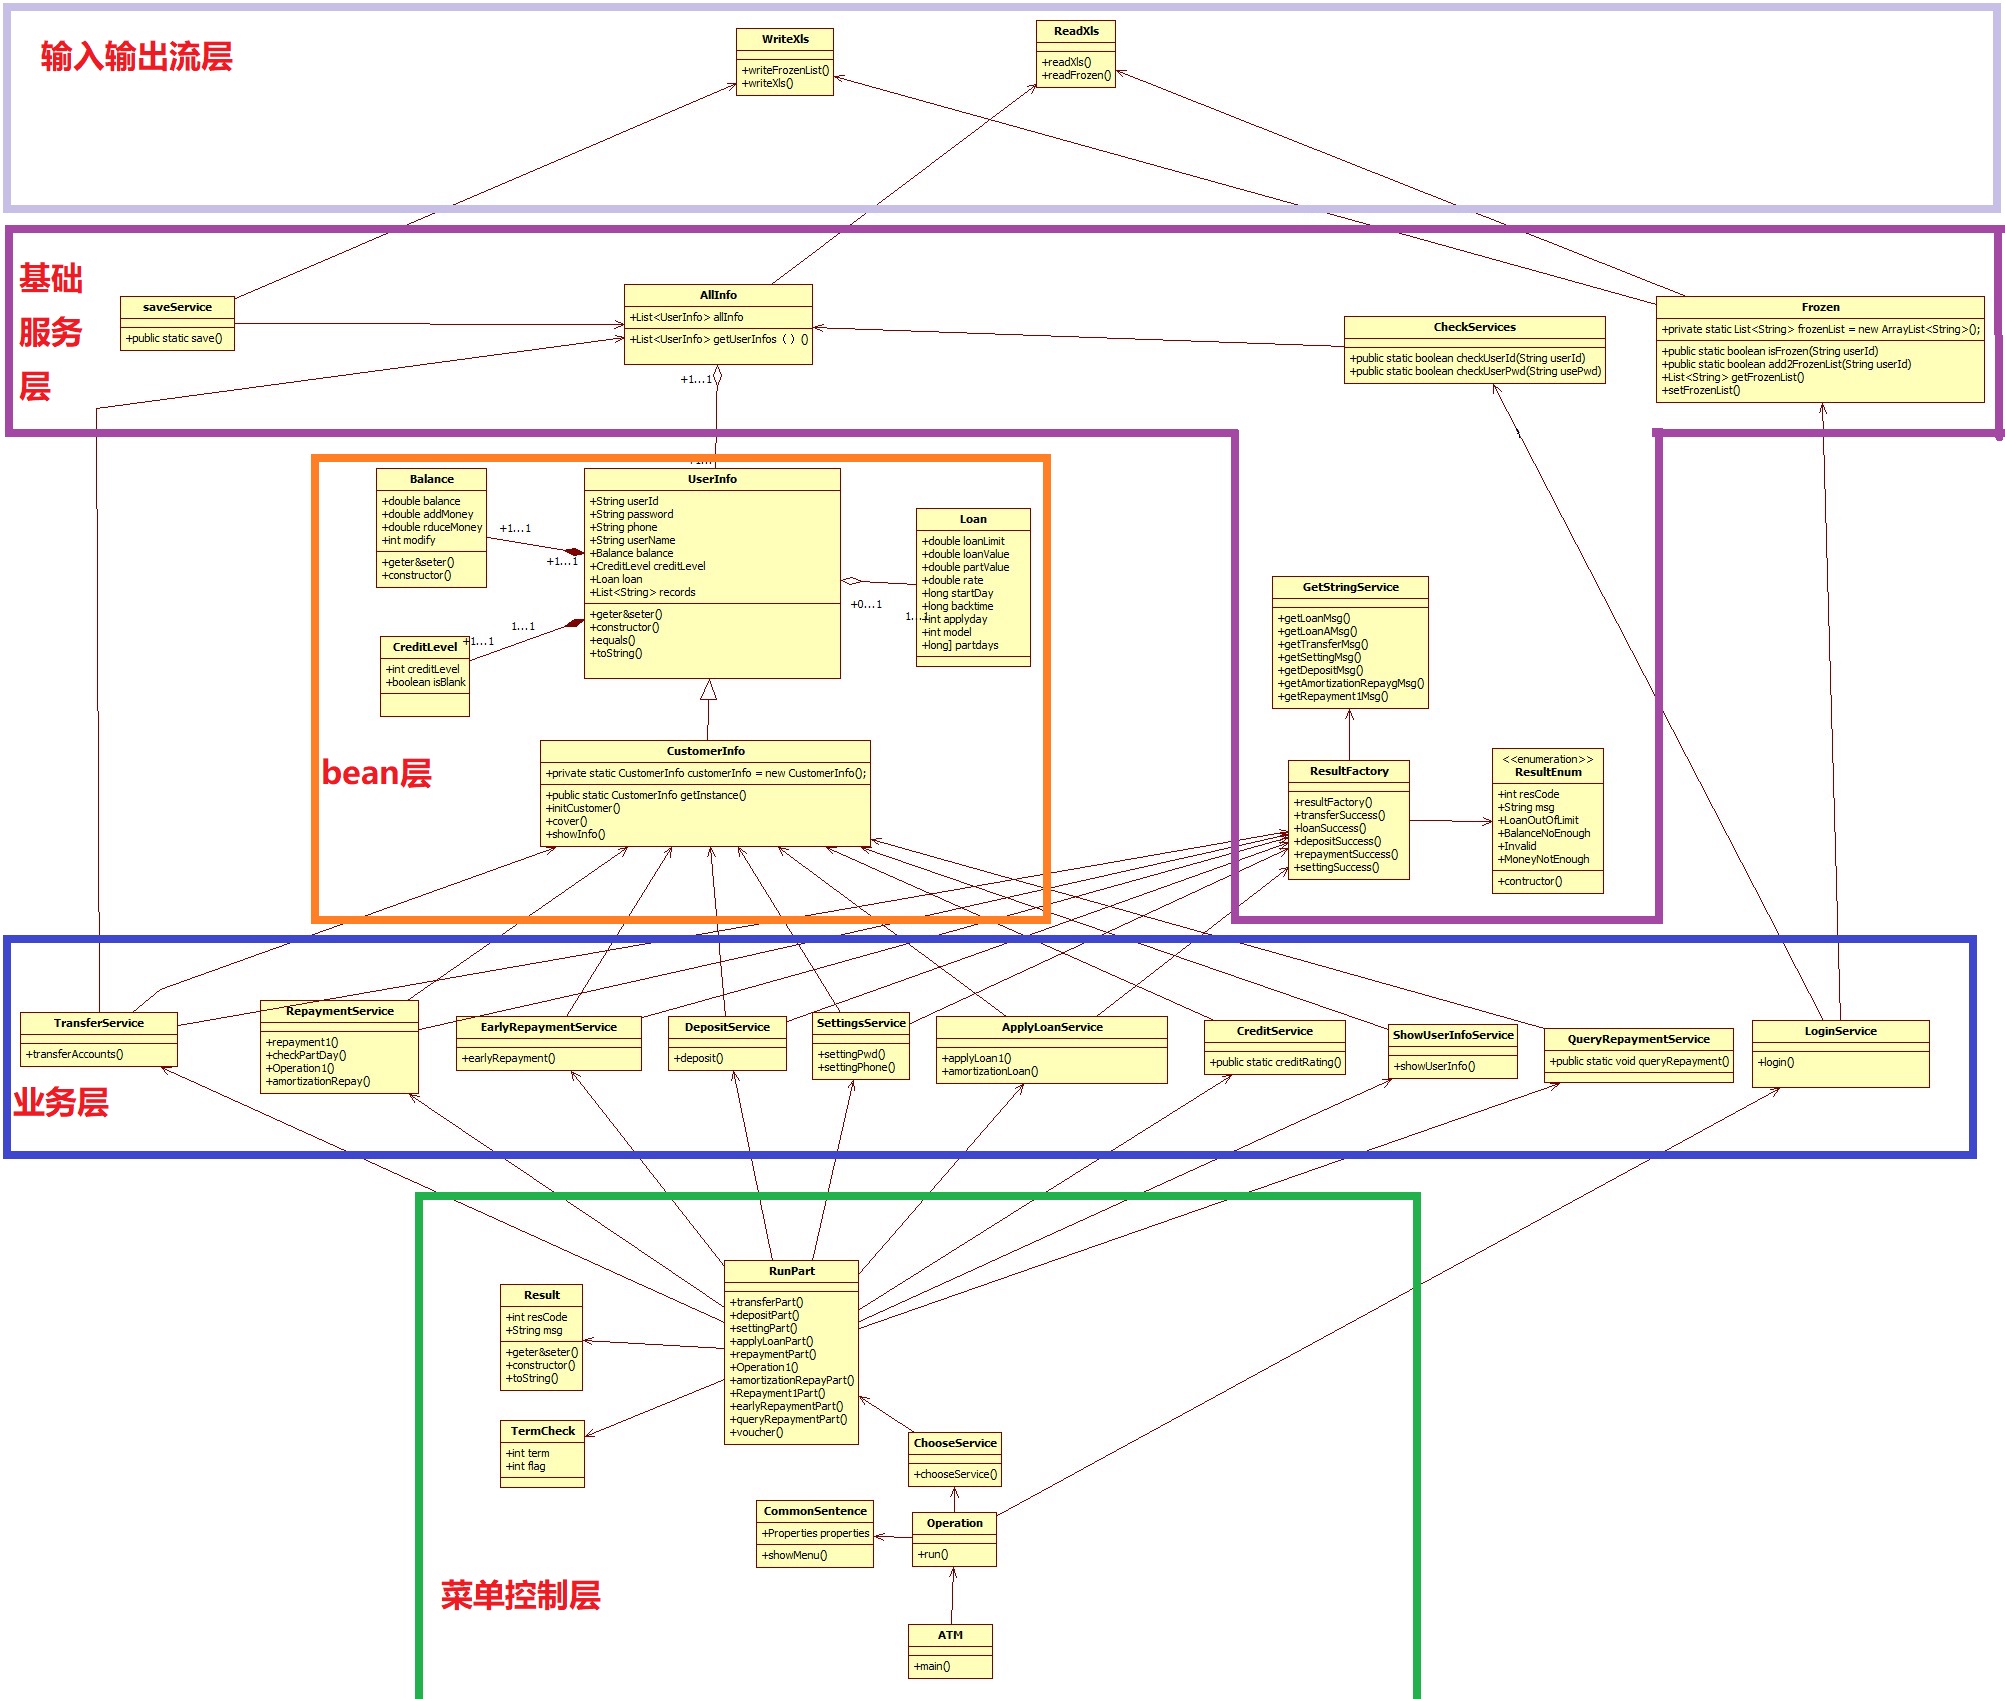 输入输出流层
WriteXls
+writeFrozenList()
+writeXls()
ReadXls
+readXls()
+readFrozen()
基础
服务
层
saveService
+public static save()
AllInfo
+List<UserInfo> allInfo
+List<UserInfo> getUserInfos（）()
+1...1
CheckServices
+public static boolean checkUserId(String userId)
+public static boolean checkUserPwd(String usePwd)
Frozen
+private static List<String> frozenList = new ArrayList<String>();
+public static boolean isFrozen(String userId)
+public static boolean add2FrozenList(String userId)
+List<String> getFrozenList()
+setFrozenList()
Balance
+double balance
+double addMoney
+double rduceMoney
+int modify
+geter&seter()
+constructor()
+1...1
+1...1
UserInfo
+String userId
+String password
+String phone
+String userName
+Balance balance
+CreditLevel creditLevel
+Loan loan
+List<String> records
+geter&seter()
+constructor()
+equals()
+toString()
Loan
+double loanLimit
+double loanValue
+double partValue
+double rate
+long startDay
+long backtime
+int applyday
+int model
+long] partdays
+0...1
1...1
CreditLevel
+int creditLevel
+boolean isBlank
+1...1
1...1
bean层
CustomerInfo
+private static CustomerInfo customerInfo = new CustomerInfo();
+public static CustomerInfo getInstance()
+initCustomer()
+cover()
+showInfo()
GetStringService
+getLoanMsg()
+getLoanAMsg()
+getTransferMsg()
+getSettingMsg()
+getDepositMsg()
+getAmortizationRepaygMsg()
+getRepayment1Msg()
ResultFactory
+resultFactory()
+transferSuccess()
+loanSuccess()
+depositSuccess()
+repaymentSuccess()
+settingSuccess()
<<enumeration>>
ResultEnum
+int resCode
+String msg
+LoanOutOfLimit
+BalanceNoEnough
+Invalid
+MoneyNotEnough
+contructor()
业务层
TransferService
+transferAccounts()
RepaymentService
+repayment1()
+checkPartDay()
+Operation1()
+amortizationRepay()
EarlyRepaymentService
+earlyRepayment()
DepositService
+deposit()
SettingsService
+settingPwd()
+settingPhone()
ApplyLoanService
+applyLoan1()
+amortizationLoan()
CreditService
+public static creditRating()
ShowUserInfoService
+showUserInfo()
QueryRepaymentService
+public static void queryRepayment()
LoginService
+login()
RunPart
+transferPart()
+depositPart()
+settingPart()
+applyLoanPart()
+repaymentPart()
+Operation1()
+amortizationRepayPart()
+Repayment1Part()
+earlyRepaymentPart()
+queryRepaymentPart()
+voucher()
Result
+int resCode
+String msg
+geter&seter()
+constructor()
+toString()
TermCheck
+int term
+int flag
ChooseService
+chooseService()
CommonSentence
+Properties properties
+showMenu()
Operation
+run()
菜单控制层
ATM
+main()